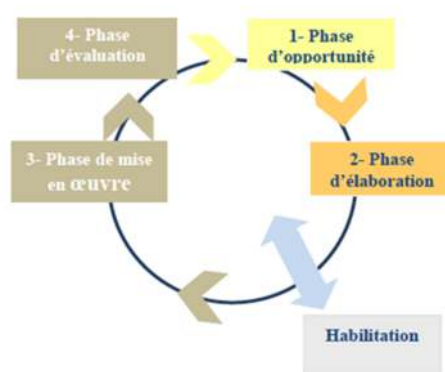 4- Phase
d'évaluation
1- Phase
d'opportunité
3- Phase de mise
en œuvre
2- Phase
d'élaboration
Habilitation